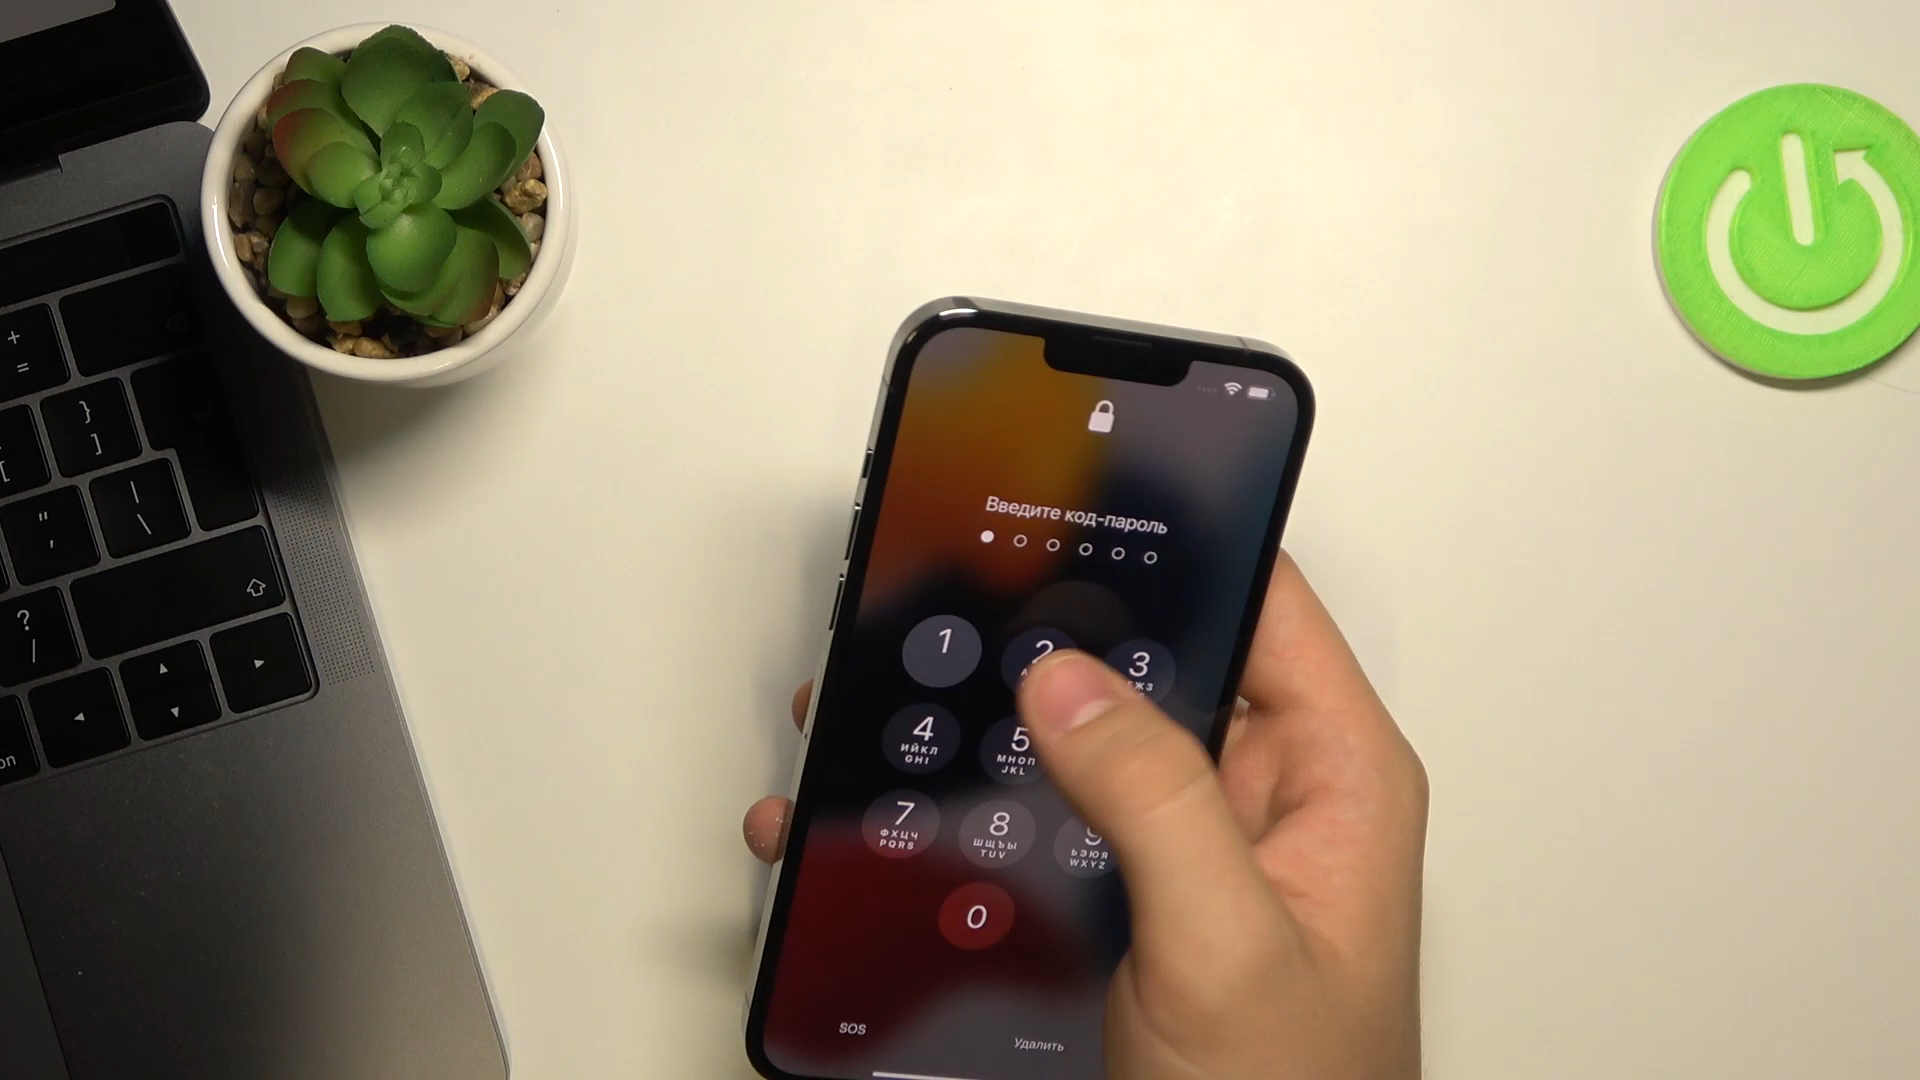 +
=
}
]
[
"
,
|
\
?
/
on
Введите код-пароль
1
2
3
4
ИЙКЛ
GHI
5
МНОП
JKL
7
ФХЦЧ
PQRS
8
ШЩЪЫ
TUV
9
ЬЭЮЯ
WXYZ
0
SOS
Удалить